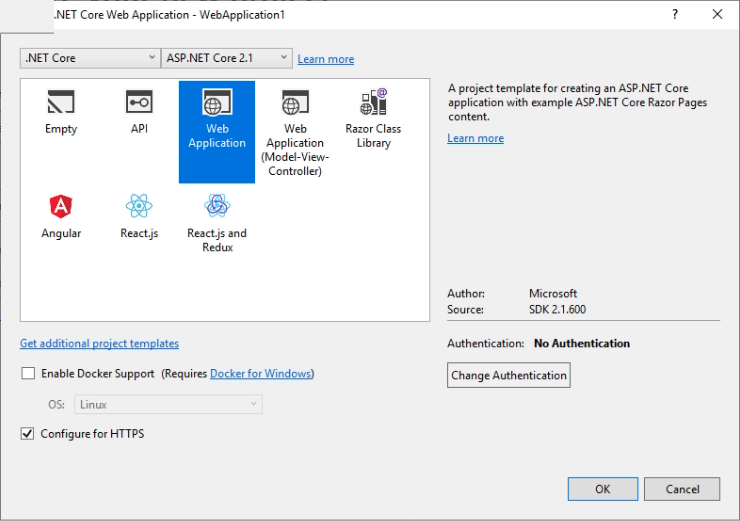 .NET Core Web Application - WebApplication1
?
.NET Core
ASP.NET Core 2.1
Learn more
Empty
API
Web
Application
Web
Application
(Model-View-
Controller)
Razor Class
Library
Angular
React.js
React.js and
Redux
A project template for creating an ASP.NET Core
application with example ASP.NET Core Razor Pages
content.
Learn more
Author: Microsoft
Source: SDK 2.1.600
Get additional project templates
Authentication: No Authentication
Enable Docker Support (Requires Docker for Windows)
Change Authentication
OS: Linux
Configure for HTTPS
OK
Cancel